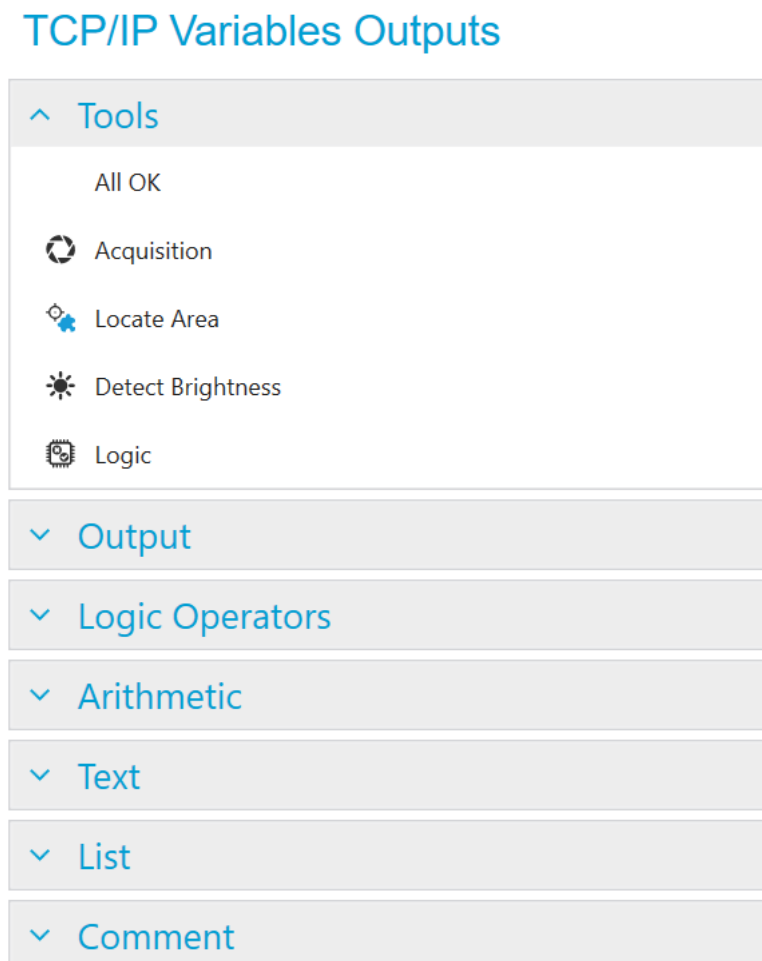 TCP/IP Variables Outputs
Tools
All OK
Acquisition
Locate Area
Detect Brightness
Logic
Output
Logic Operators
Arithmetic
Text
List
Comment